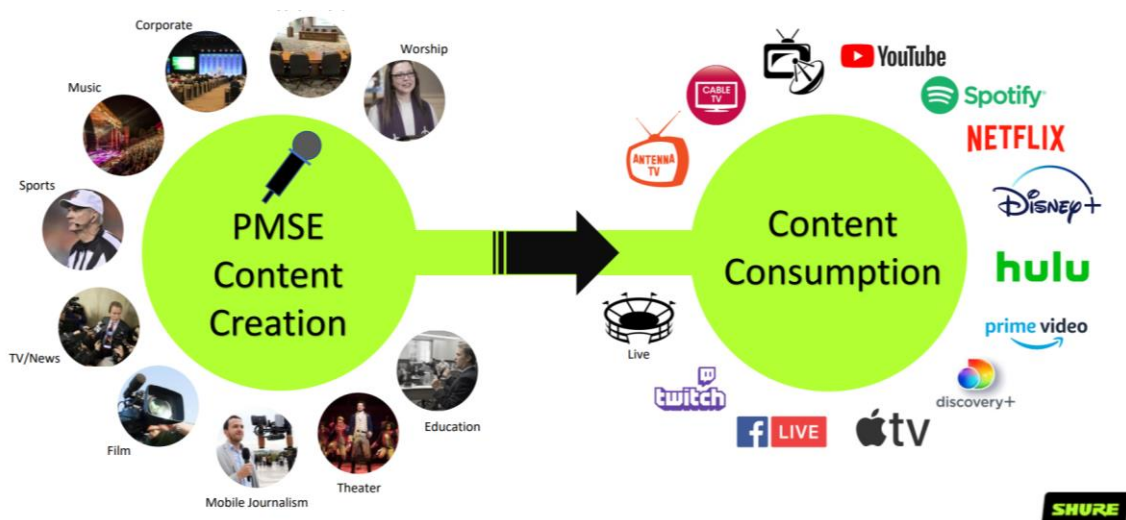 Corporate
Worship
Music
Sports
TV/News
Film
Mobile Journalism
Theater
Education
PMSE
Content
Creation
Content
Consumption
ANTENNA
TV
CABLE
TV
YouTube
Spotify
NETFLIX
Disney+
hulu
prime video
discovery+
tv
f LIVE
twitch
Live
SHURE